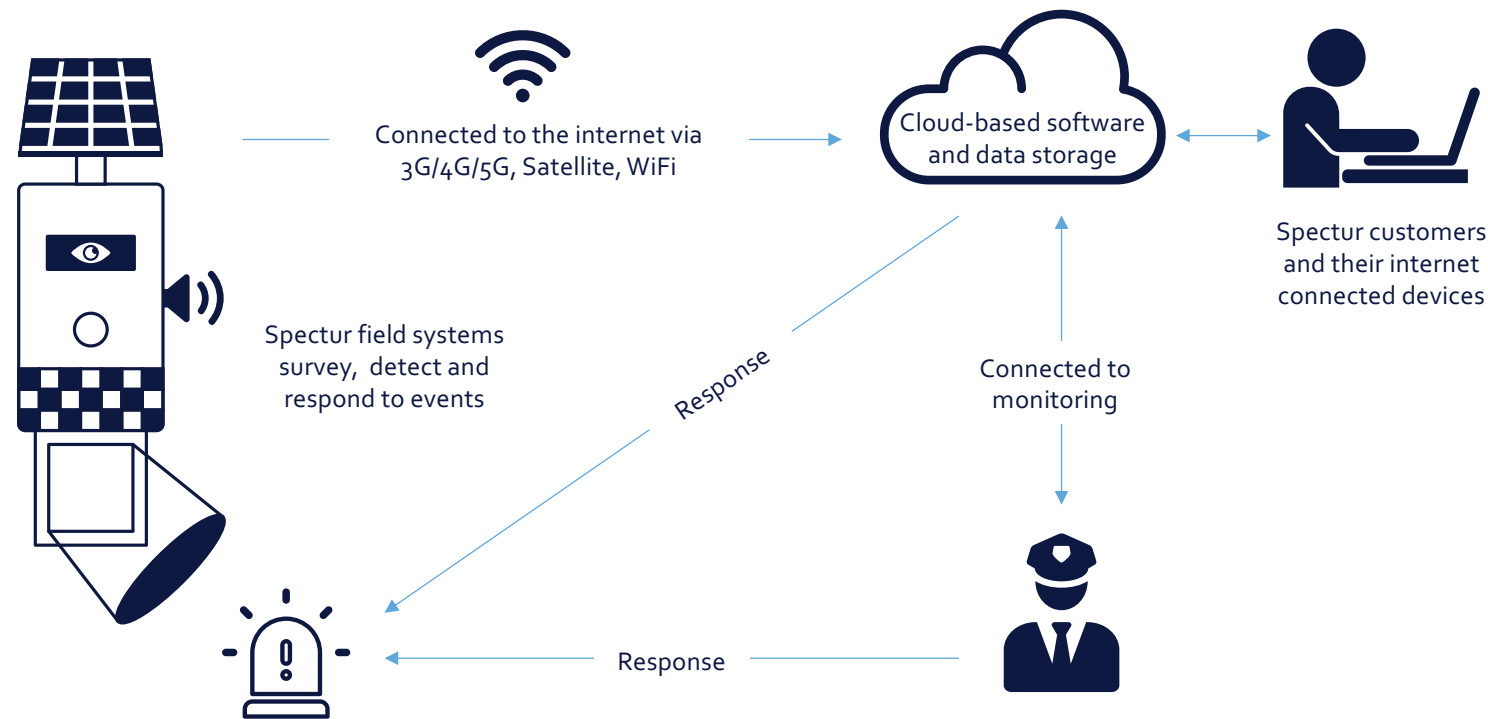 Connected to the internet via
3G/4G/5G, Satellite, WiFi
Cloud-based software
and data storage
Spectur customers
and their internet
connected devices
Spectur field systems
survey, detect and
respond to events
Response
Connected to
monitoring
Response